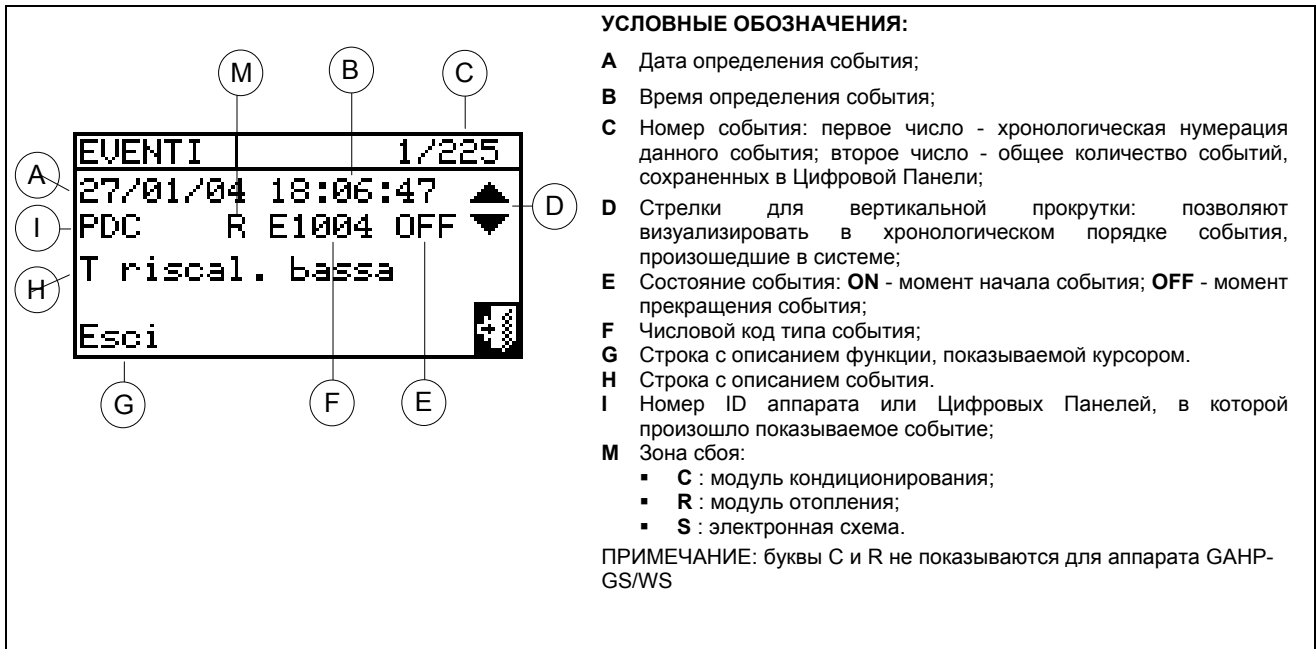 M
B
C
EVENTI 1/225
A
27/01/04 18:06:47
D
I
PDC R E1004 OFF
H
T riscal. bassa
Esci
G
F
E
УСЛОВНЫЕ ОБОЗНАЧЕНИЯ:
A Дата определения события;
B Время определения события;
C Номер события: первое число - хронологическая нумерация
данного события; второе число - общее количество событий,
сохраненных в Цифровой Панели;
D Стрелки для вертикальной прокрутки: позволяют
визуализировать в хронологическом порядке события,
произошедшие в системе;
E Состояние события: ON - момент начала события; OFF - момент
прекращения события;
F Числовой код типа события;
G Строка с описанием функции, показываемой курсором.
H Строка с описанием события.
I Номер ID аппарата или Цифровых Панелей, в которой
произошло показываемое событие;
M Зона сбоя:
▪ C : модуль кондиционирования;
▪ R : модуль отопления;
▪ S : электронная схема.
ПРИМЕЧАНИЕ: буквы C и R не показываются для аппарата GAHP-
GS/WS